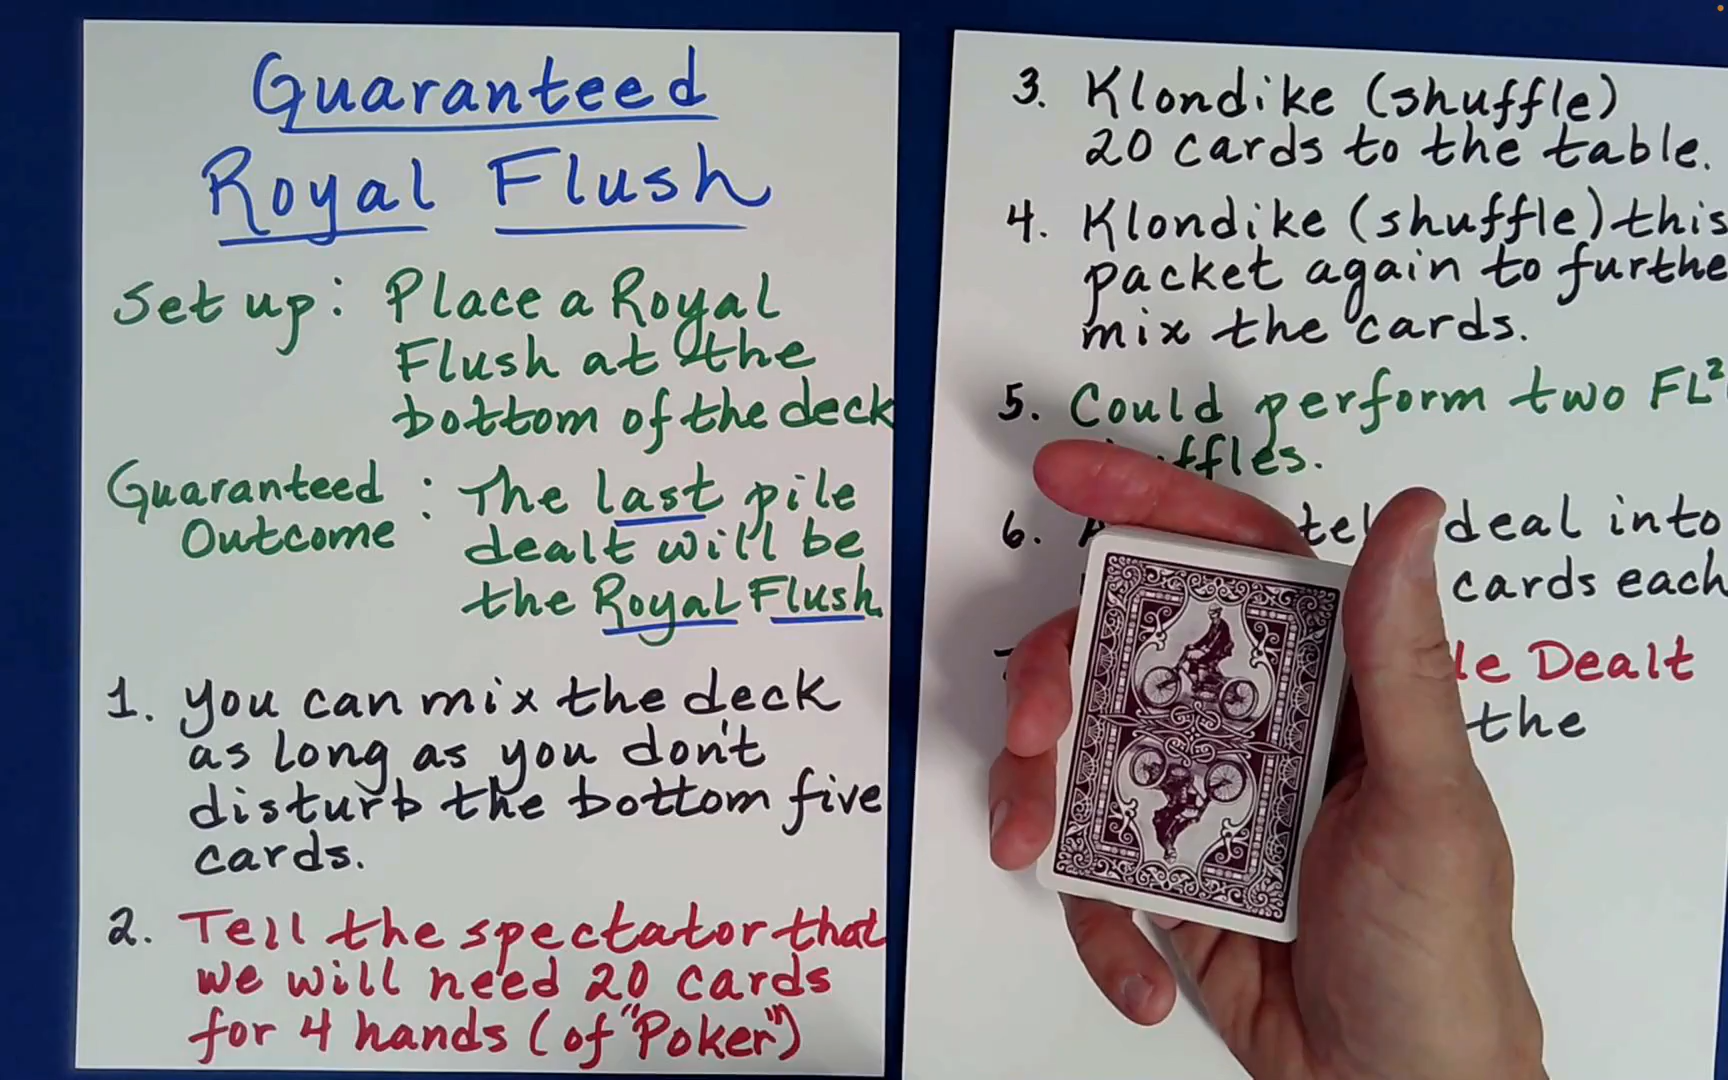 Guaranteed
Royal Flush
Set up: Place a Royal
Flush at the
bottom of the deck
Guaranteed : The last pile
Outcome dealt will be
the Royal Flush
1. you can mix the deck
as long as you don't
disturb the bottom five
cards.
2. Tell the spectator that
we will need 20 cards
for 4 hands (of "Poker")
3. Klondike (shuffle)
20 cards to the table.
4. Klondike (shuffle) this
packet again to furthe
mix the cards.
5. Could perform two FL²
ffles.
6. deal into
cards each
Dealt
the